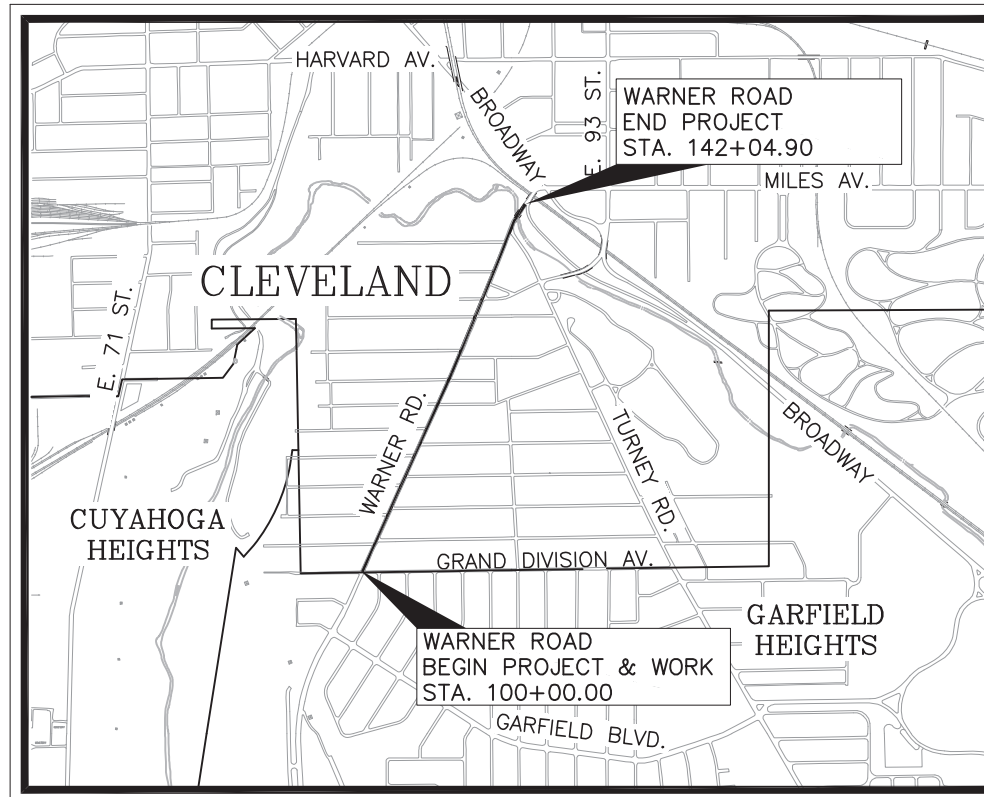 HARVARD AV.
BROADWAY
E. 93 ST.
WARNER ROAD
END PROJECT
STA. 142+04.90
MILES AV.
CLEVELAND
E. 71 ST.
WARNER RD.
TURNEY RD.
BROADWAY
CUYAHOGA
HEIGHTS
GRAND DIVISION AV.
GARFIELD
HEIGHTS
WARNER ROAD
BEGIN PROJECT & WORK
STA. 100+00.00
GARFIELD BLVD.